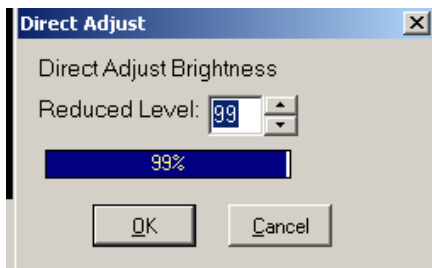 Direct Adjust
Direct Adjust Brightness
Reduced Level: 99
99%
OK Cancel